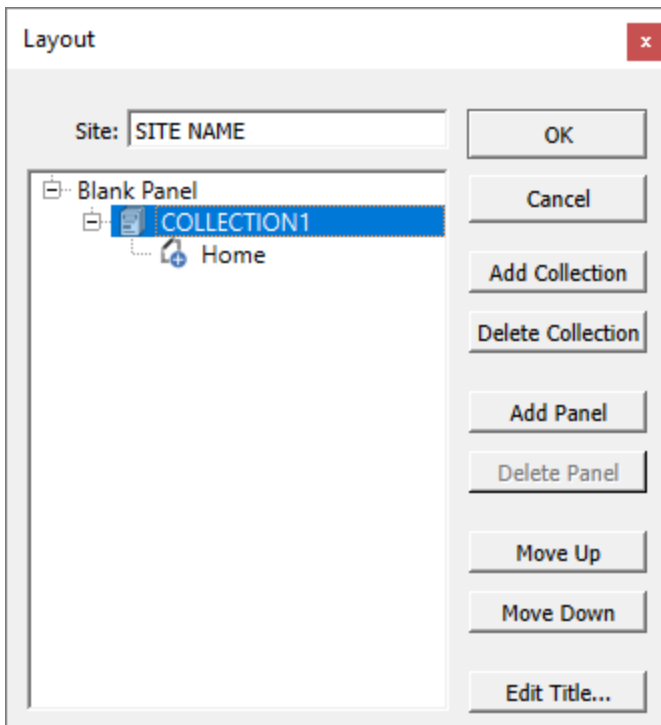 Layout
x
Site: SITE NAME
OK
Blank Panel
Cancel
COLLECTION1
Home
Add Collection
Delete Collection
Add Panel
Delete Panel
Move Up
Move Down
Edit Title...